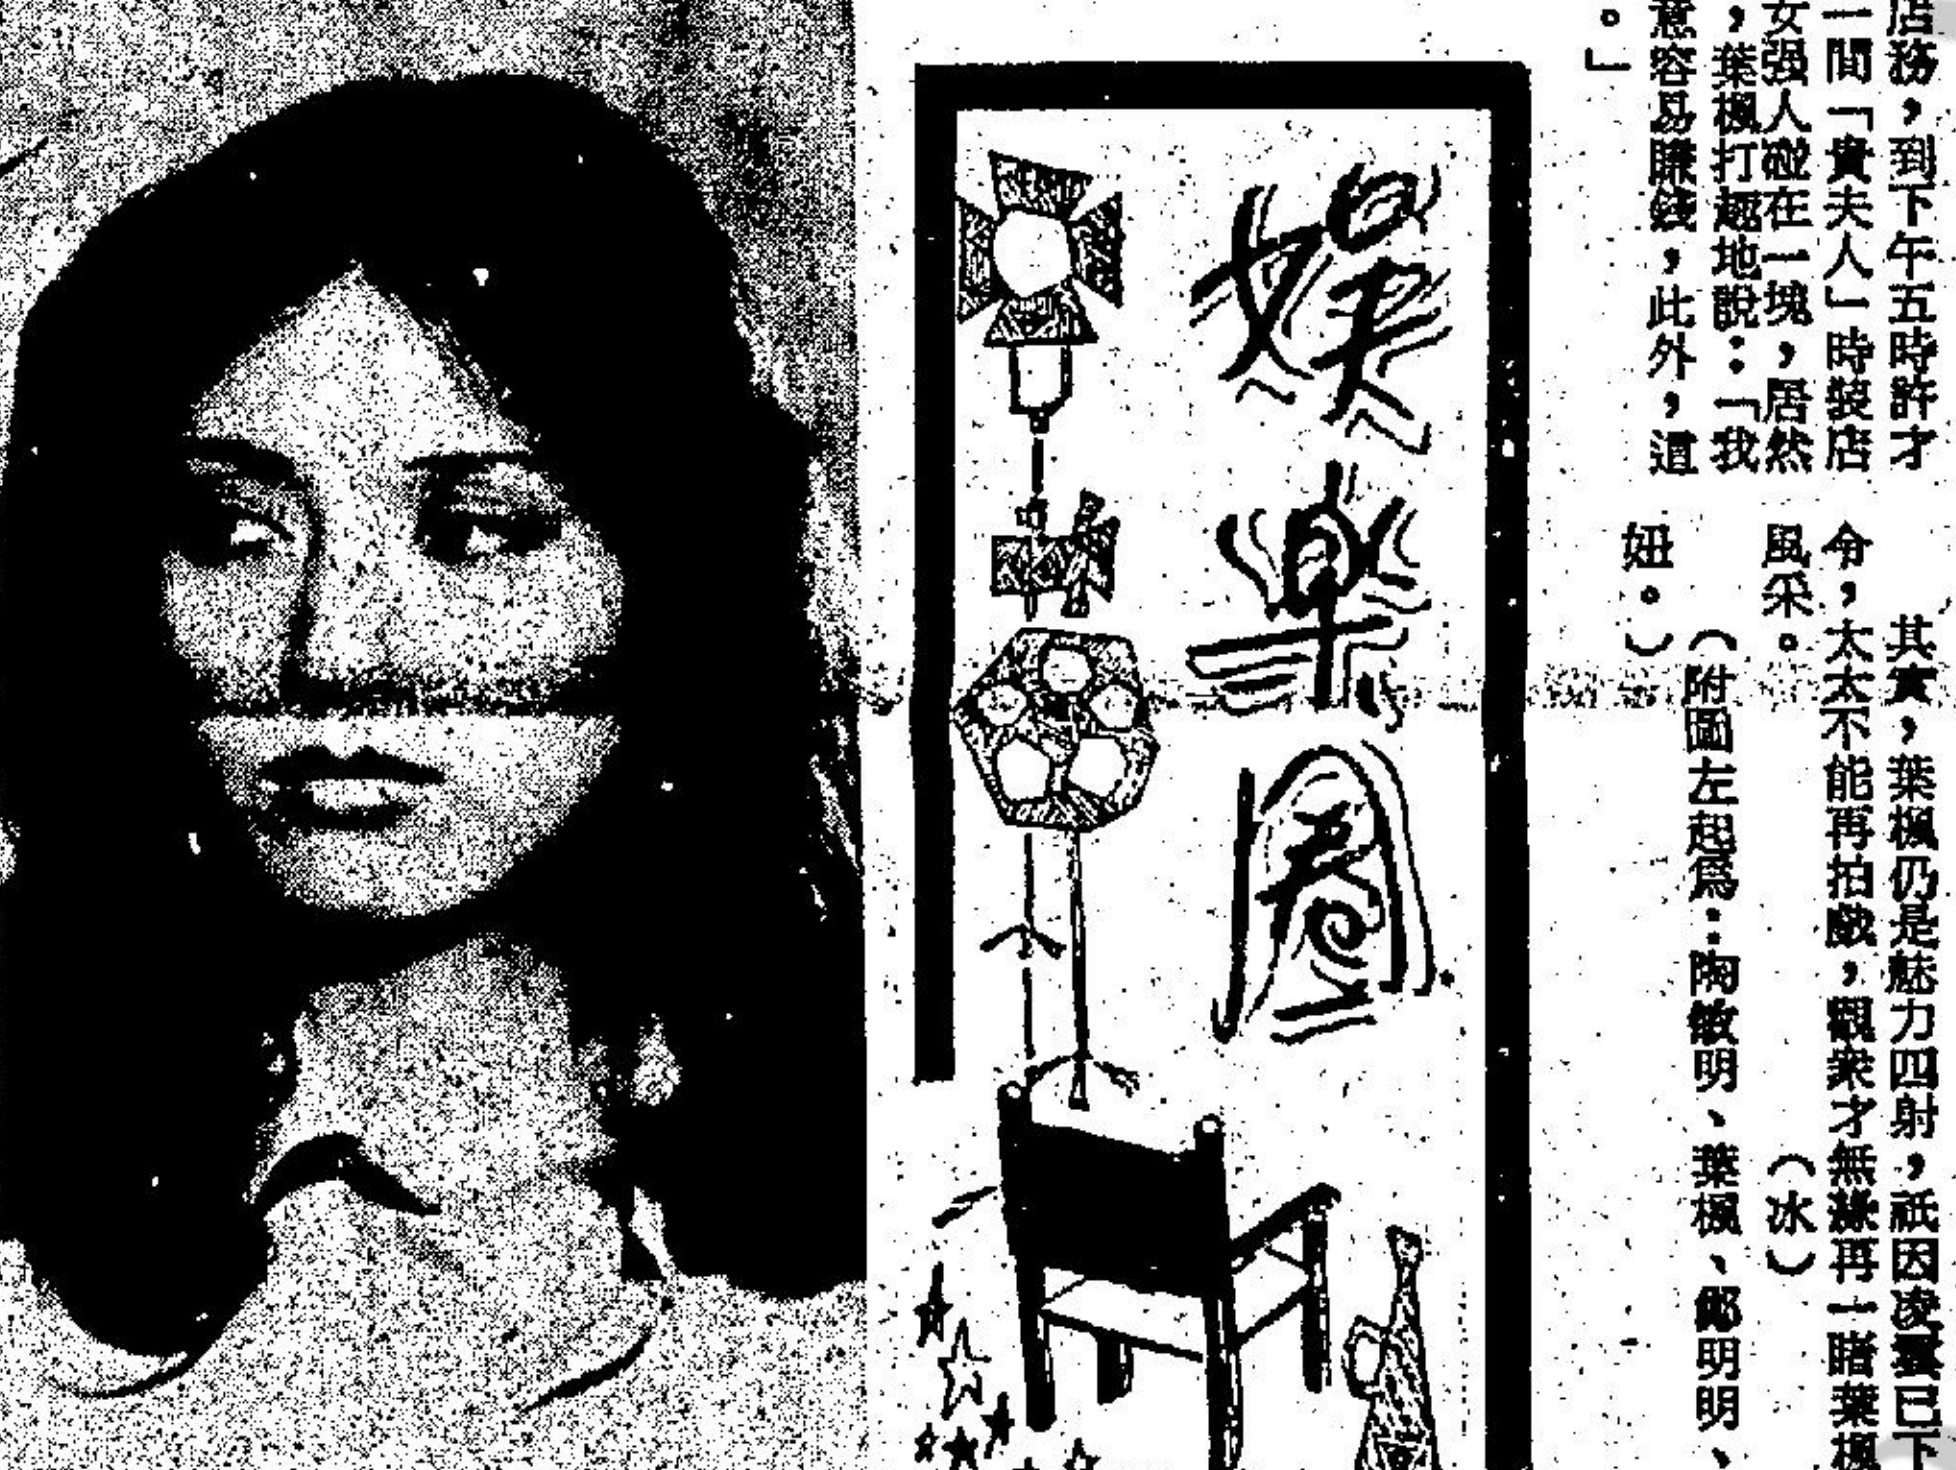 店務，到下午五時許才
一間「貴夫人」時裝店
女强人碰在一塊，居然
，葉楓打趣地說：「我
意容易賺錢，此外，道
。」
其實，葉楓仍是魅力四射，祇因凌雲已下
令，太太不能再拍戲，觀衆才無緣再一睹葉楓
風采。（冰）
（附圖左起爲：陶敏明、葉楓、鄭明明、
妞。）
娛樂圈